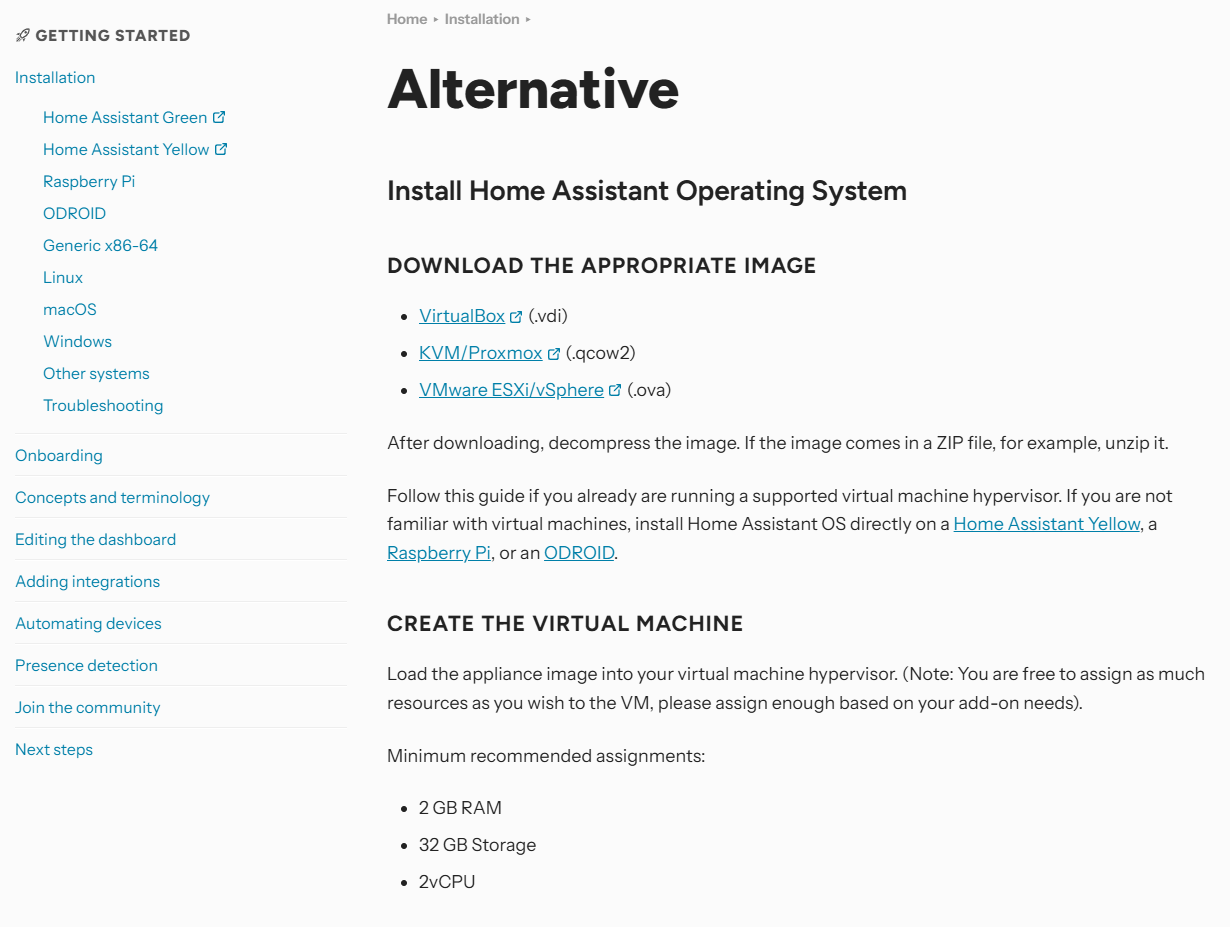 GETTING STARTED
Installation
Home Assistant Green
Home Assistant Yellow
Raspberry Pi
ODROID
Generic x86-64
Linux
macOS
Windows
Other systems
Troubleshooting
Onboarding
Concepts and terminology
Editing the dashboard
Adding integrations
Automating devices
Presence detection
Join the community
Next steps
Home ▸ Installation ▸
Alternative
Install Home Assistant Operating System
DOWNLOAD THE APPROPRIATE IMAGE
• VirtualBox (.vdi)
• KVM/Proxmox (.qcow2)
• VMware ESXi/vSphere (.ova)
After downloading, decompress the image. If the image comes in a ZIP file, for example, unzip it.
Follow this guide if you already are running a supported virtual machine hypervisor. If you are not
familiar with virtual machines, install Home Assistant OS directly on a Home Assistant Yellow, a
Raspberry Pi, or an ODROID.
CREATE THE VIRTUAL MACHINE
Load the appliance image into your virtual machine hypervisor. (Note: You are free to assign as much
resources as you wish to the VM, please assign enough based on your add-on needs).
Minimum recommended assignments:
• 2 GB RAM
• 32 GB Storage
• 2vCPU